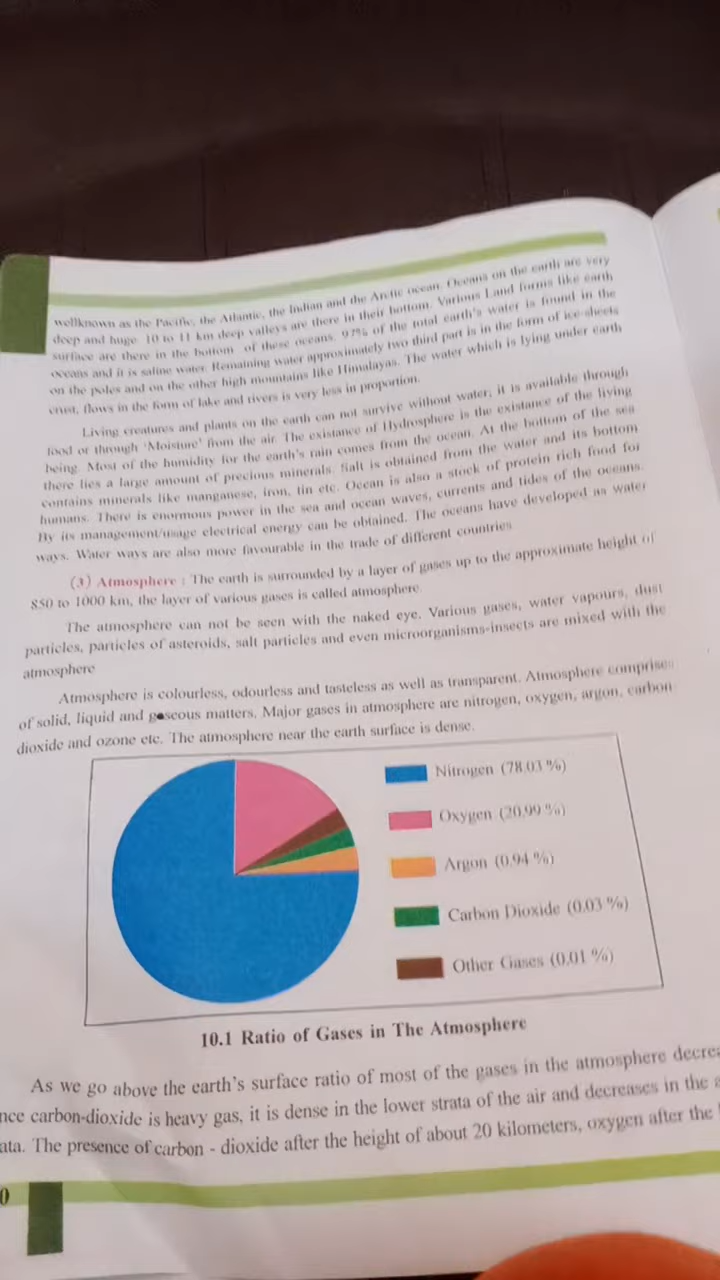 wellknown as the Pacific, the Atlantic, the Indian and the Arctic ocean. Oceans on the earth are very
deep and huge. 10 to 11 km deep valleys are there in their bottom. Various Land forms like earth
surface are there in the bottom of these oceans. 97% of the total earth's water is found in the
oceans and it is saline water. Remaining water approximately two third part is in the form of ice-sheets
on the poles and on the other high mountains like Himalayas. The water which is lying under earth
crust, flows in the form of lake and rivers is very less in proportion.
Living creatures and plants on the earth can not survive without water, it is available through
food or through 'Moisture' from the air. The existance of Hydrosphere is the existance of the living
being. Most of the humidity for the earth's rain comes from the ocean. At the bottom of the sea
there lies a large amount of precious minerals. Salt is obtained from the water and its bottom
contains minerals like manganese, iron, tin etc. Ocean is also a stock of protein rich food for
humans. There is enormous power in the sea and ocean waves, currents and tides of the oceans.
By its management/usage electrical energy can be obtained. The oceans have developed as water
ways. Water ways are also more favourable in the trade of different countries.
(3) Atmosphere : The earth is surrounded by a layer of gases up to the approximate height of
850 to 1000 km, the layer of various gases is called atmosphere.
The atmosphere can not be seen with the naked eye. Various gases, water vapours, dust
particles, particles of asteroids, salt particles and even microorganisms-insects are mixed with the
atmosphere
Atmosphere is colourless, odourless and tasteless as well as transparent. Atmosphere comprises
of solid, liquid and gaseous matters. Major gases in atmosphere are nitrogen, oxygen, argon, carbon
dioxide and ozone etc. The atmosphere near the earth surface is dense.
Nitrogen (78.03 %)
Oxygen (20.99 %)
Argon (0.94 %)
Carbon Dioxide (0.03 %)
Other Gases (0.01 %)
10.1 Ratio of Gases in The Atmosphere
As we go above the earth's surface ratio of most of the gases in the atmosphere decre
nce carbon-dioxide is heavy gas, it is dense in the lower strata of the air and decreases in the
ata. The presence of carbon - dioxide after the height of about 20 kilometers, oxygen after the
0